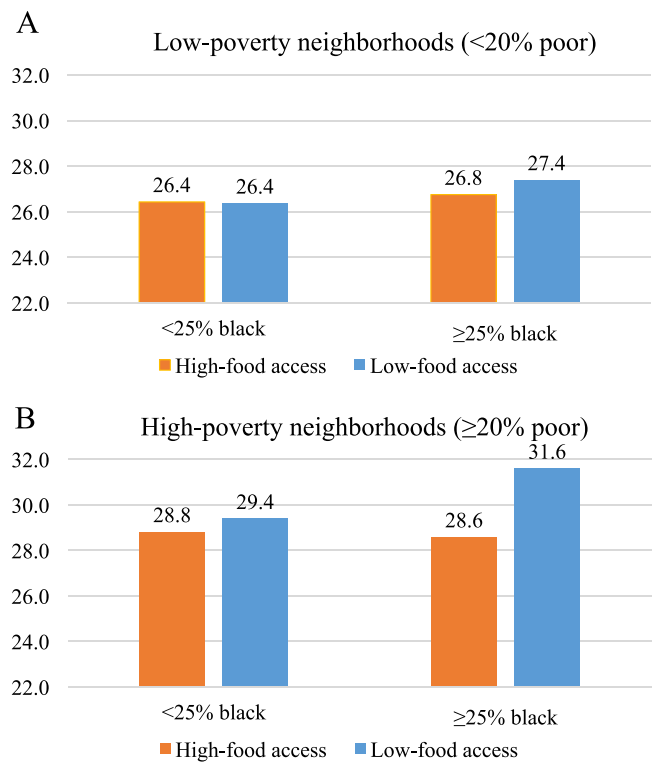 A
Low-poverty neighborhoods (<20% poor)
32.0
30.0
28.0
26.0
24.0
22.0
26.4
26.4
26.8
27.4
<25% black
≥25% black
High-food access
Low-food access
B
High-poverty neighborhoods (≥20% poor)
32.0
30.0
28.0
26.0
24.0
22.0
28.8
29.4
28.6
31.6
<25% black
≥25% black
High-food access
Low-food access